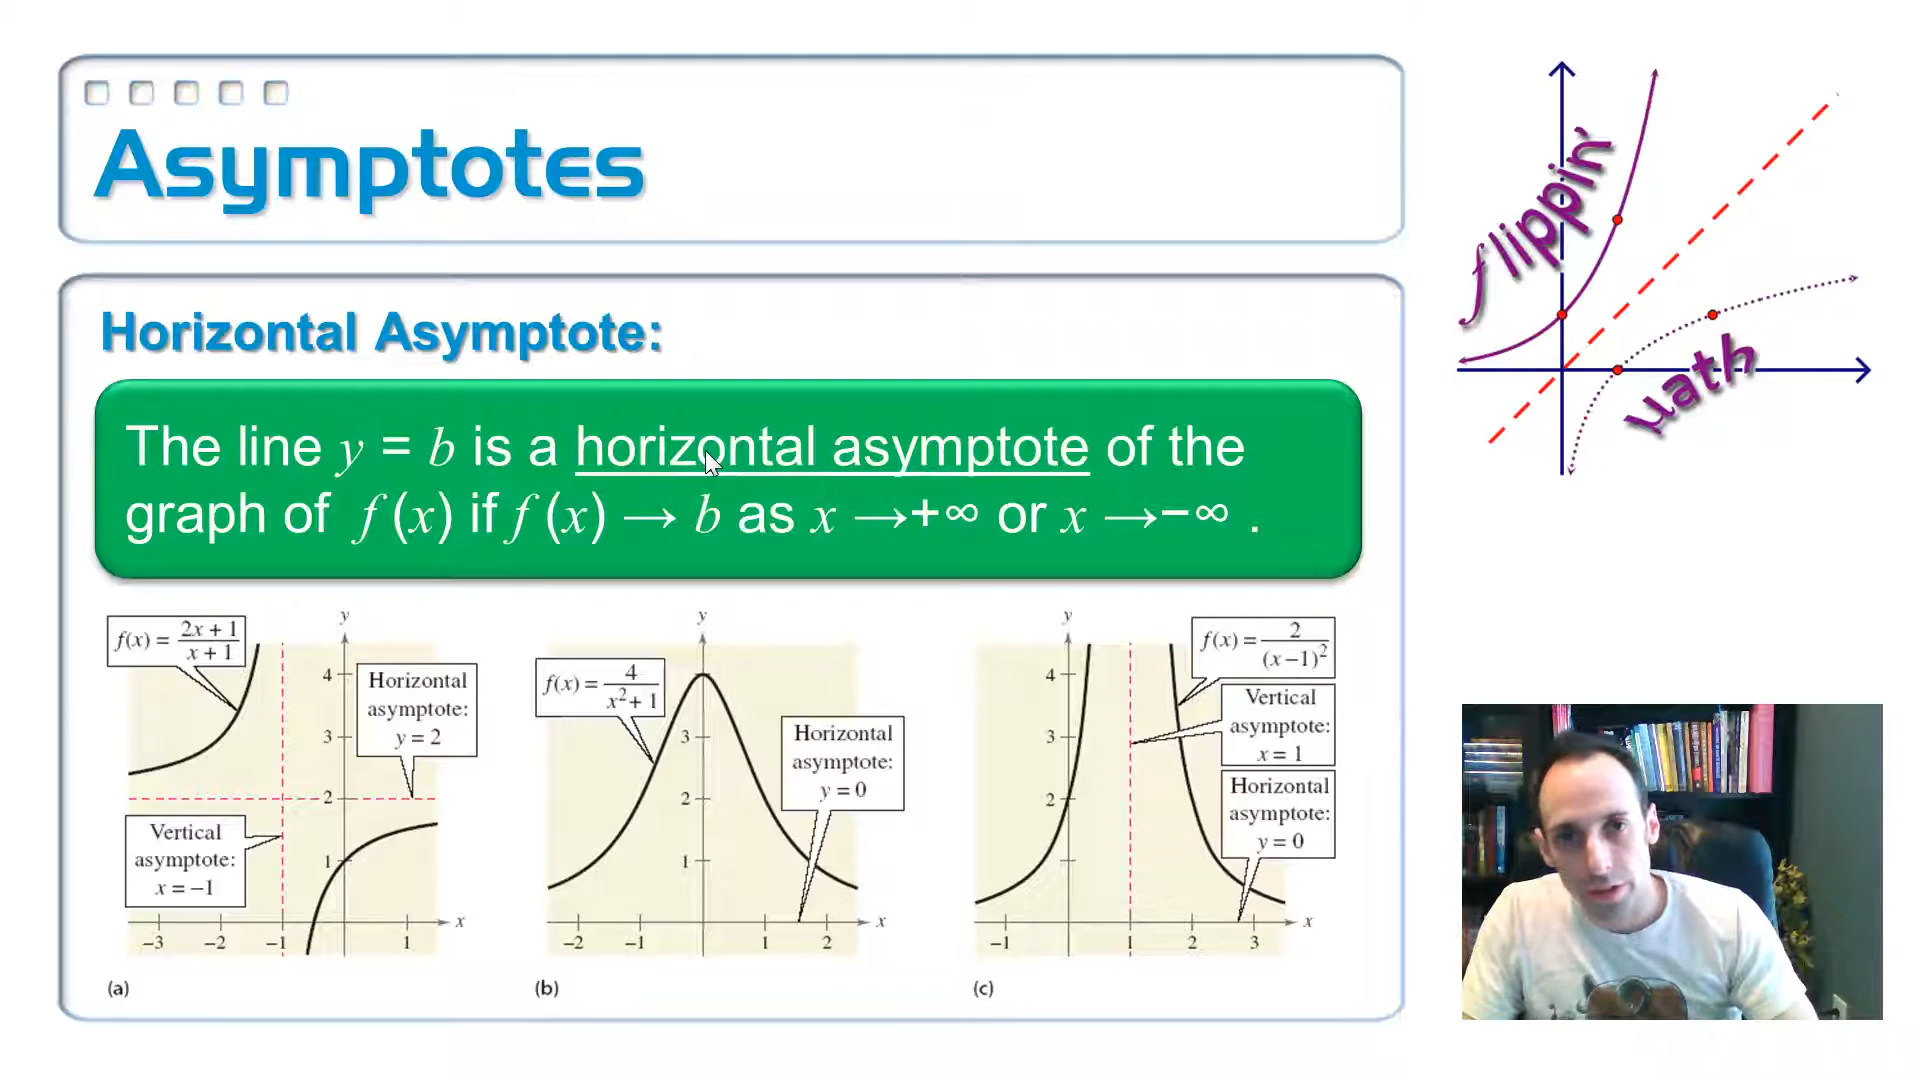 Asymptotes
Horizontal Asymptote:
The line y = b is a horizontal asymptote of the
graph of f (x) if f (x) → b as x →+∞ or x →−∞ .
f(x) = (2x + 1)/(x + 1)
y
4
3
2
1
Horizontal
asymptote:
y = 2
Vertical
asymptote:
x = −1
−3 −2 −1 1 x
(a)
f(x) = 4/(x² + 1)
y
3
2
1
Horizontal
asymptote:
y = 0
−2 −1 1 2 x
(b)
y
4
3
2
f(x) = 2/(x − 1)²
Vertical
asymptote:
x = 1
Horizontal
asymptote:
y = 0
−1 1 2 3 x
(c)
flippin'
math